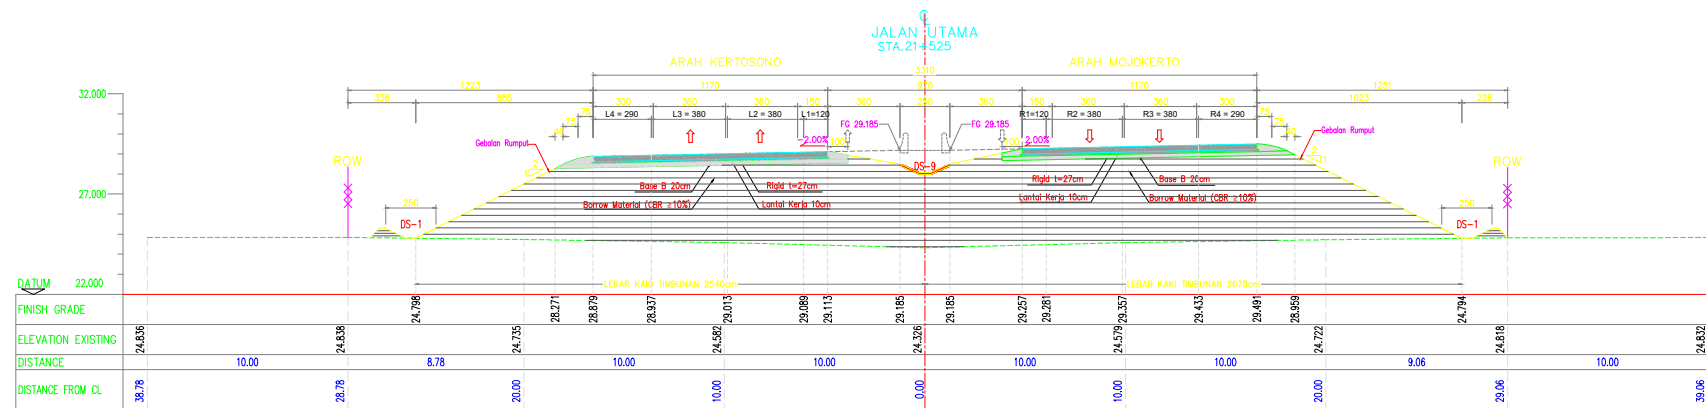 ℄
JALAN UTAMA
STA.21+525
ARAH KERTOSONO
ARAH MOJOKERTO
1223
1170
1170
1251
338
300
360
360
150
360
360
150
360
360
300
1023
228
75
75
75
75
L4 = 290
L3 = 380
L2 = 380
L1=120
FG 29.185
FG 29.185
R1=120
R2 = 380
R3 = 380
R4 = 290
32.000
2.00%
100
100
2.00%
Gebalan Rumput
Gebalan Rumput
ROW
ROW
DS-9
Base B 20cm
Rigid t=27cm
Rigid t=27cm
Base B 20cm
27.000
Borrow Material (CBR ≥10%)
Lantai Kerja 10cm
Lantai Kerja 10cm
Borrow Material (CBR ≥10%)
250
250
DS-1
DS-1
DATUM
22.000
LEBAR KAKI TIMBUNAN 2540cm
LEBAR KAKI TIMBUNAN 2678cm
FINISH GRADE
24.798
28.271
28.879
28.937
29.013
29.089
29.113
29.185
29.185
29.257
29.281
29.357
29.433
29.491
28.959
24.794
ELEVATION EXISTING
24.836
24.838
24.735
24.582
24.326
24.579
24.722
24.818
24.832
DISTANCE
10.00
8.78
10.00
10.00
10.00
10.00
9.06
10.00
DISTANCE FROM CL
38.78
28.78
20.00
10.00
0.00
10.00
20.00
29.06
39.06